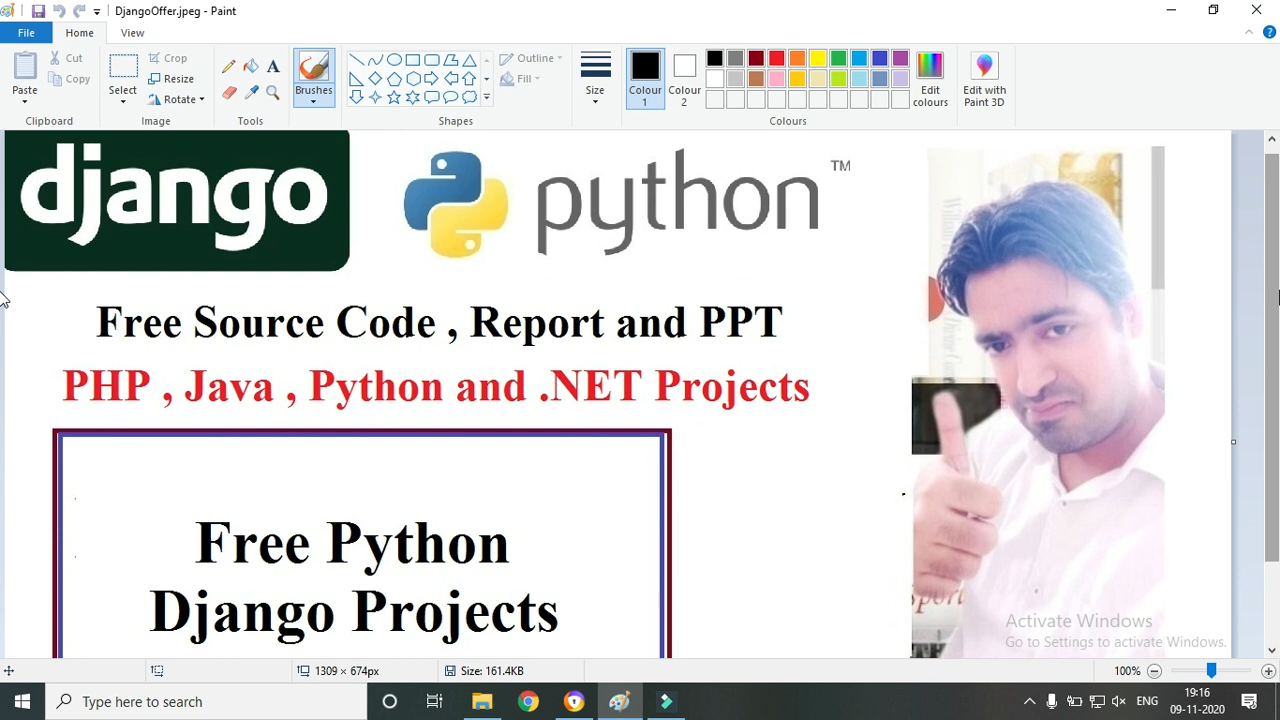 DjangoOffer.jpeg - Paint
File Home View
Paste
Cut
Copy
Clipboard
Select
Crop
Resize
Rotate
Image
A
Tools
Brushes
Shapes
Outline
Fill
Size
Colour 1
Colour 2
Edit colours
Colours
Edit with Paint 3D
django
python TM
Free Source Code , Report and PPT
PHP , Java , Python and .NET Projects
Free Python
Django Projects
Activate Windows
Go to Settings to activate Windows.
1309 × 674px
Size: 161.4KB
100%
Type here to search
ENG
19:16
09-11-2020